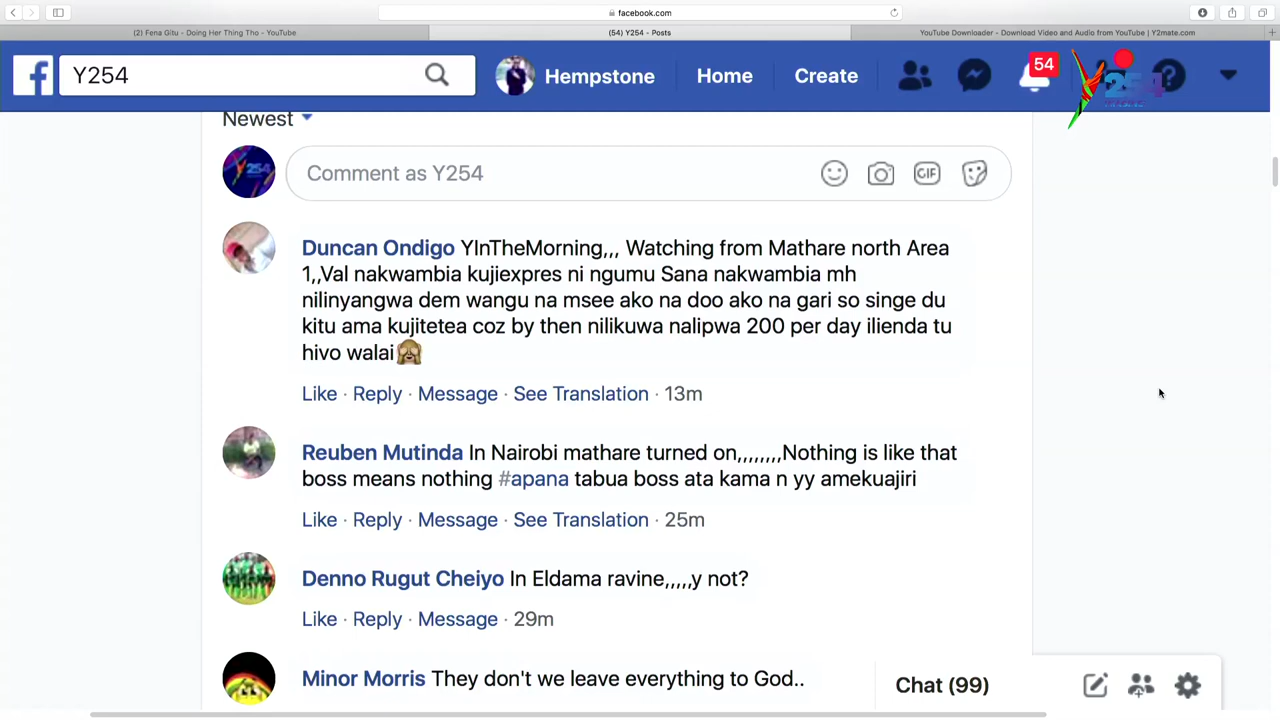 facebook.com
(2) Fena Gitu - Doing Her Thing Tho - YouTube
(54) Y254 - Posts
YouTube Downloader - Download Video and Audio from YouTube | Y2mate.com
Y254
Hempstone
Home
Create
54
Y254
Newest
Comment as Y254
GIF
Duncan Ondigo YInTheMorning,,, Watching from Mathare north Area
1,,Val nakwambia kujiexpres ni ngumu Sana nakwambia mh
nilinyangwa dem wangu na msee ako na doo ako na gari so singe du
kitu ama kujitetea coz by then nilikuwa nalipwa 200 per day ilienda tu
hivo walai🙈
Like · Reply · Message · See Translation · 13m
Reuben Mutinda In Nairobi mathare turned on,,,,,,,,Nothing is like that
boss means nothing #apana tabua boss ata kama n yy amekuajiri
Like · Reply · Message · See Translation · 25m
Denno Rugut Cheiyo In Eldama ravine,,,,,y not?
Like · Reply · Message · 29m
Minor Morris They don't we leave everything to God..
Chat (99)